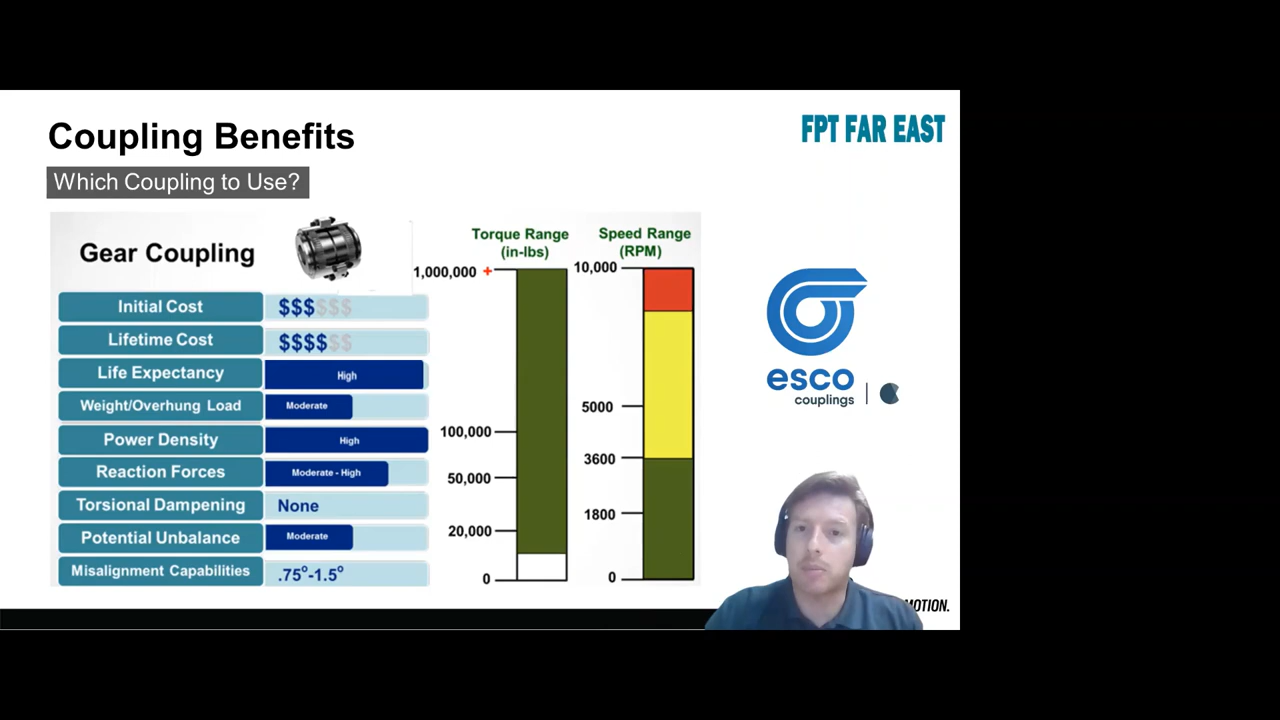 Coupling Benefits
FPT FAR EAST
Which Coupling to Use?
Gear Coupling
Initial Cost
$$$$$$
Lifetime Cost
$$$$$$
Life Expectancy
High
Weight/Overhung Load
Moderate
Power Density
High
Reaction Forces
Moderate - High
Torsional Dampening
None
Potential Unbalance
Moderate
Misalignment Capabilities
.75°-1.5°
Torque Range
(in-lbs)
1,000,000 +
100,000
50,000
20,000
0
Speed Range
(RPM)
10,000
5000
3600
1800
0
esco
couplings
MOTION.